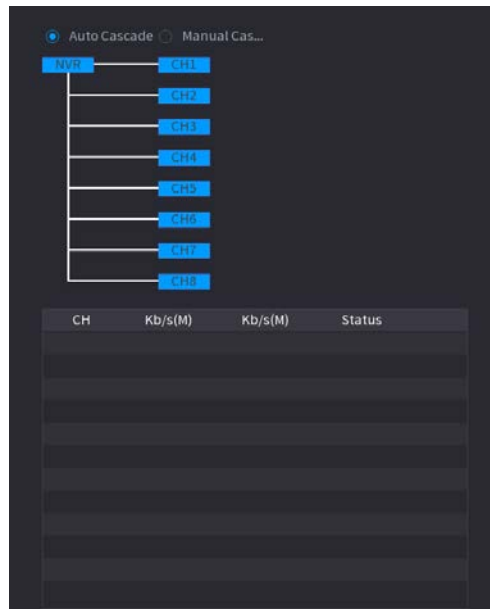 Auto Cascade Manual Cas...
NVR CH1
CH2
CH3
CH4
CH5
CH6
CH7
CH8
CH Kb/s(M) Kb/s(M) Status